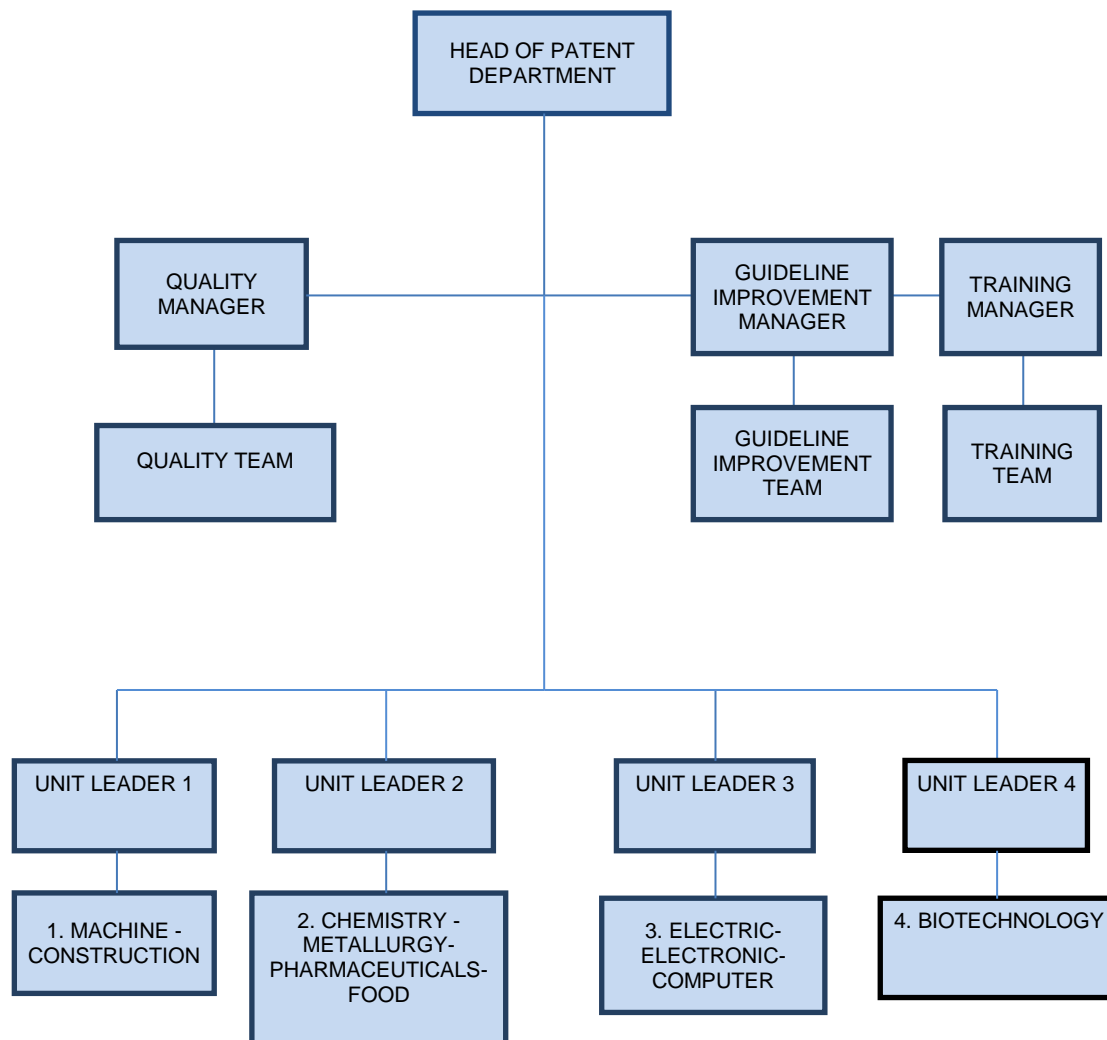 HEAD OF PATENT
DEPARTMENT
QUALITY
MANAGER
GUIDELINE
IMPROVEMENT
MANAGER
TRAINING
MANAGER
QUALITY TEAM
GUIDELINE
IMPROVEMENT
TEAM
TRAINING
TEAM
UNIT LEADER 1
UNIT LEADER 2
UNIT LEADER 3
UNIT LEADER 4
1. MACHINE -
CONSTRUCTION
2. CHEMISTRY -
METALLURGY-
PHARMACEUTICALS-
FOOD
3. ELECTRIC-
ELECTRONIC-
COMPUTER
4. BIOTECHNOLOGY